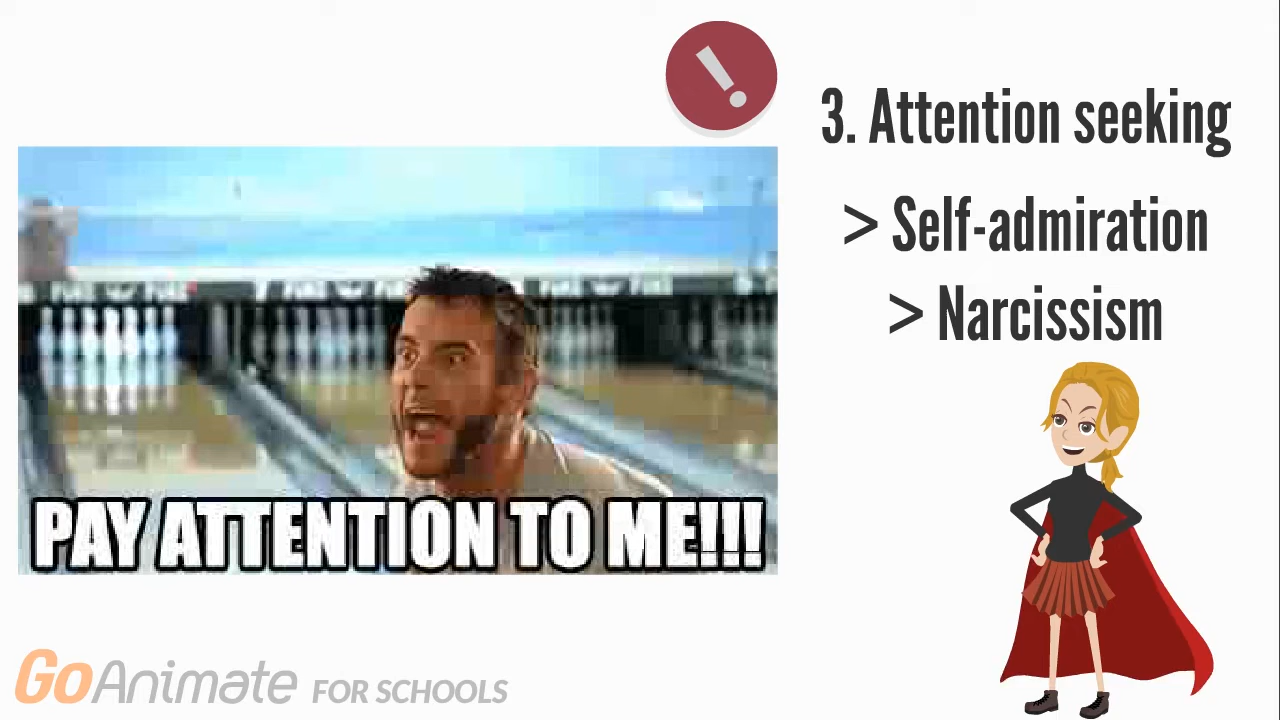 3. Attention seeking
> Self-admiration
> Narcissism
PAY ATTENTION TO ME!!!
GoAnimate FOR SCHOOLS